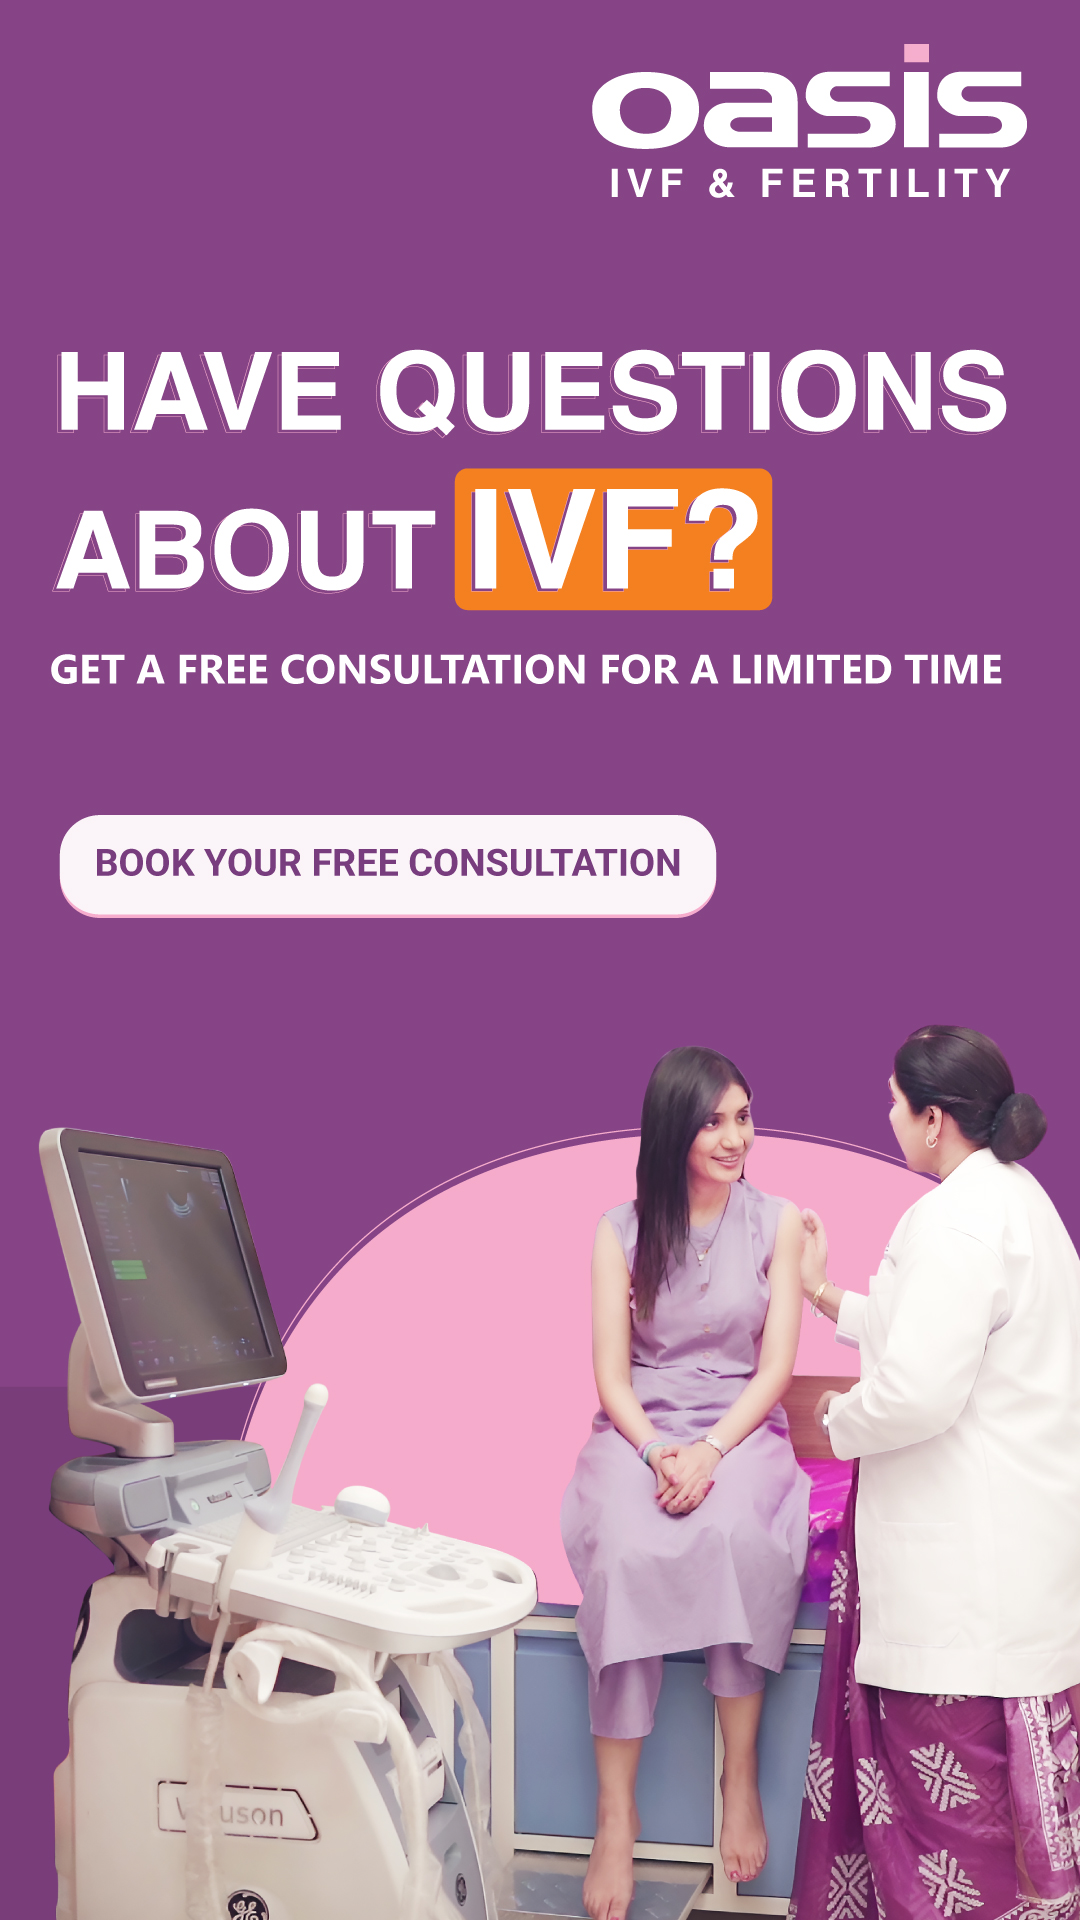 oasis
IVF & FERTILITY
HAVE QUESTIONS
ABOUT IVF?
GET A FREE CONSULTATION FOR A LIMITED TIME
BOOK YOUR FREE CONSULTATION